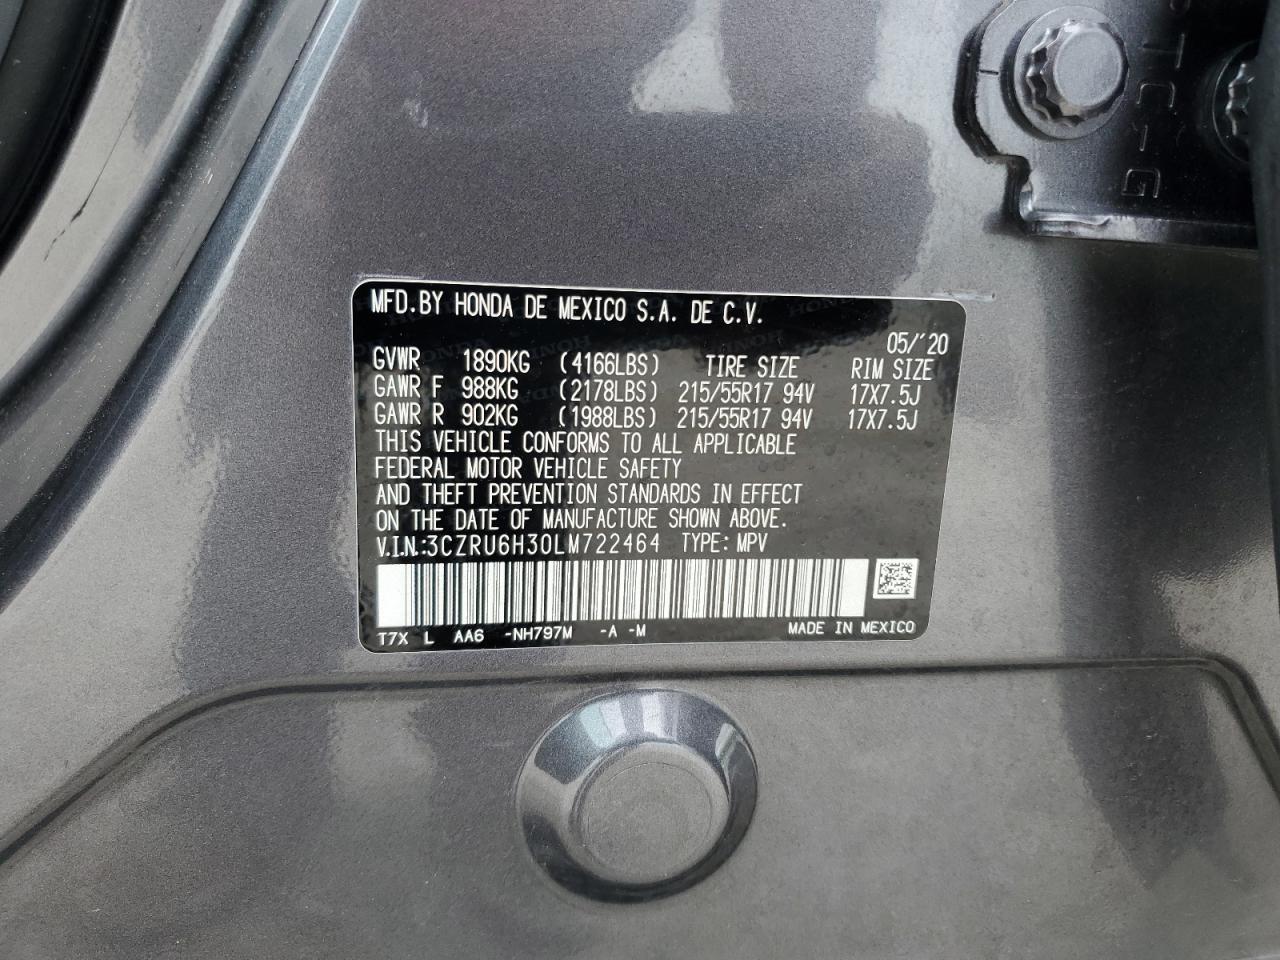 MFD.BY HONDA DE MEXICO S.A. DE C.V.
05/'20
GVWR 1890KG (4166LBS) TIRE SIZE RIM SIZE
GAWR F 988KG (2178LBS) 215/55R17 94V 17X7.5J
GAWR R 902KG (1988LBS) 215/55R17 94V 17X7.5J
THIS VEHICLE CONFORMS TO ALL APPLICABLE
FEDERAL MOTOR VEHICLE SAFETY
AND THEFT PREVENTION STANDARDS IN EFFECT
ON THE DATE OF MANUFACTURE SHOWN ABOVE.
V.I.N.:3CZRU6H30LM722464 TYPE: MPV
T7X L AA6 -NH797M -A -M MADE IN MEXICO